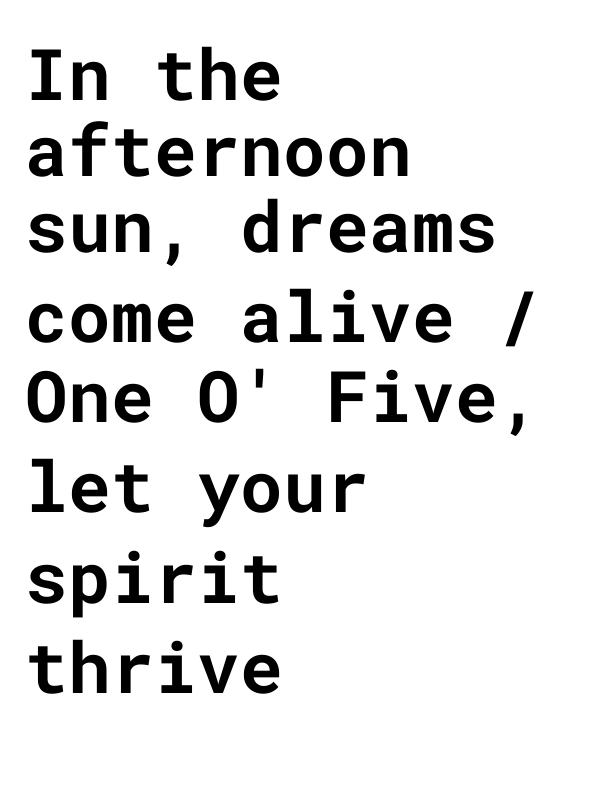 In the
afternoon
sun, dreams
come alive /
One O' Five,
let your
spirit
thrive